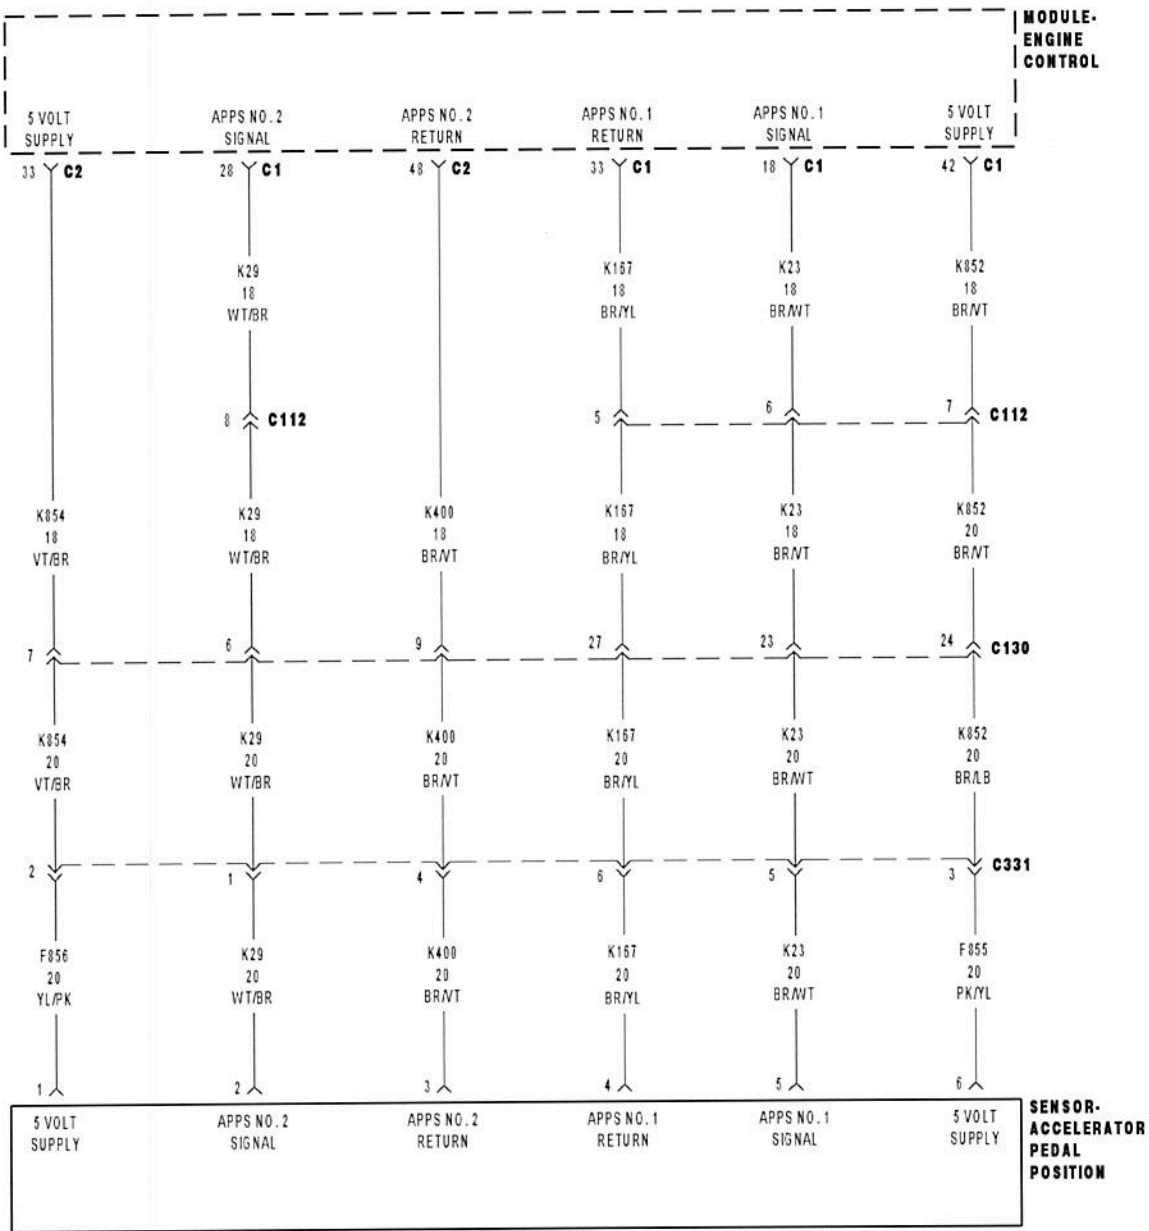 MODULE-
ENGINE
CONTROL
5 VOLT
SUPPLY
APPS NO. 2
SIGNAL
APPS NO. 2
RETURN
APPS NO. 1
RETURN
APPS NO. 1
SIGNAL
5 VOLT
SUPPLY
33 C2
28 C1
48 C2
33 C1
18 C1
42 C1
K29
18
WT/BR
K167
18
BR/YL
K23
18
BR/WT
K852
18
BR/VT
8 C112
5
6
7
C112
K854
18
VT/BR
K29
18
WT/BR
K400
18
BR/VT
K167
18
BR/YL
K23
18
BR/WT
K852
20
BR/VT
7
6
9
27
23
24
C130
K854
20
VT/BR
K29
20
WT/BR
K400
20
BR/VT
K167
20
BR/YL
K23
20
BR/WT
K852
20
BR/LB
2
1
4
6
5
3
C331
F856
20
YL/PK
K29
20
WT/BR
K400
20
BR/VT
K167
20
BR/YL
K23
20
BR/WT
F855
20
PK/YL
1
2
3
4
5
6
5 VOLT
SUPPLY
APPS NO. 2
SIGNAL
APPS NO. 2
RETURN
APPS NO. 1
RETURN
APPS NO. 1
SIGNAL
5 VOLT
SUPPLY
SENSOR-
ACCELERATOR
PEDAL
POSITION